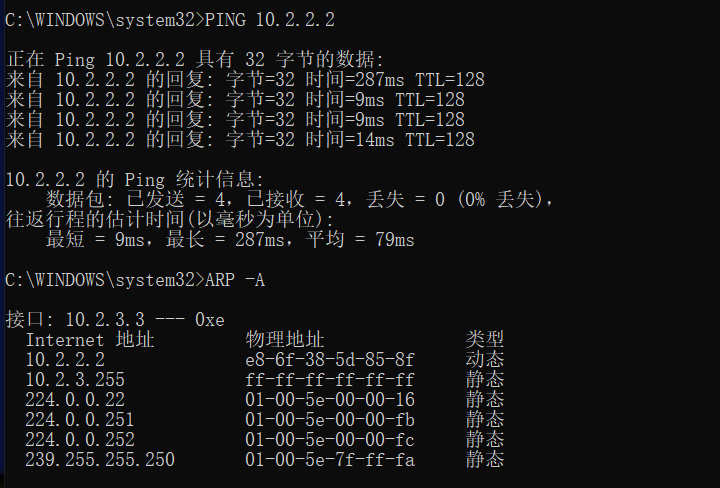 C:\WINDOWS\system32>PING 10.2.2.2
正在 Ping 10.2.2.2 具有 32 字节的数据:
来自 10.2.2.2 的回复: 字节=32 时间=287ms TTL=128
来自 10.2.2.2 的回复: 字节=32 时间=9ms TTL=128
来自 10.2.2.2 的回复: 字节=32 时间=9ms TTL=128
来自 10.2.2.2 的回复: 字节=32 时间=14ms TTL=128
10.2.2.2 的 Ping 统计信息:
数据包: 已发送 = 4，已接收 = 4，丢失 = 0 (0% 丢失)，
往返行程的估计时间(以毫秒为单位):
最短 = 9ms，最长 = 287ms，平均 = 79ms
C:\WINDOWS\system32>ARP -A
接口: 10.2.3.3 --- 0xe
Internet 地址 物理地址 类型
10.2.2.2 e8-6f-38-5d-85-8f 动态
10.2.3.255 ff-ff-ff-ff-ff-ff 静态
224.0.0.22 01-00-5e-00-00-16 静态
224.0.0.251 01-00-5e-00-00-fb 静态
224.0.0.252 01-00-5e-00-00-fc 静态
239.255.255.250 01-00-5e-7f-ff-fa 静态